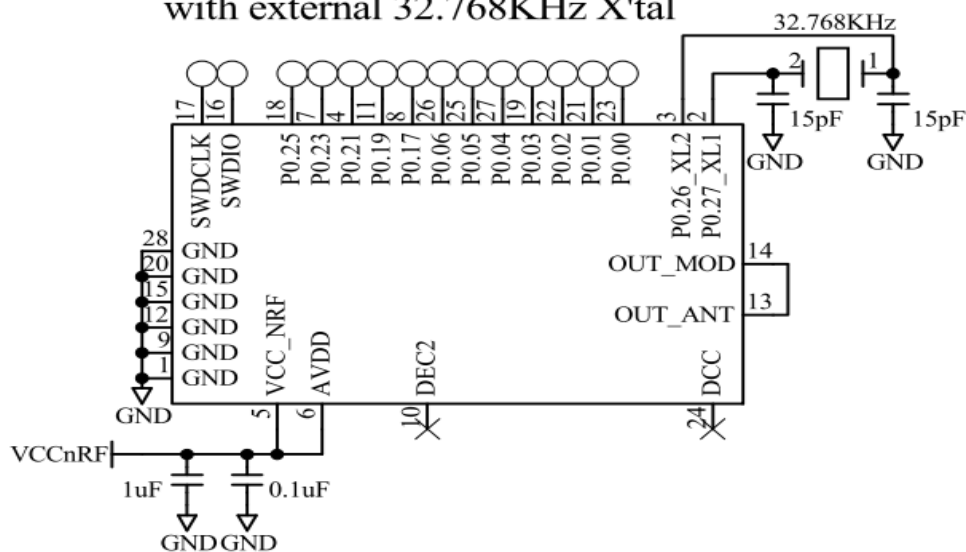 with external 32.768KHz X'tal
32.768KHz
2 1
15pF 15pF
GND GND
17 16 18 7 4 11 8 26 25 27 19 22 21 23 3 2
SWDCLK SWDIO P0.25 P0.23 P0.21 P0.19 P0.17 P0.06 P0.05 P0.04 P0.03 P0.02 P0.01 P0.00 P0.26_XL2 P0.27_XL1
28 GND
20 GND
15 GND
12 GND
9 GND
1 GND
GND
OUT_MOD 14
OUT_ANT 13
VCC_NRF AVDD DEC2 DCC
5 6 10 24
VCCnRF
1uF 0.1uF
GND GND